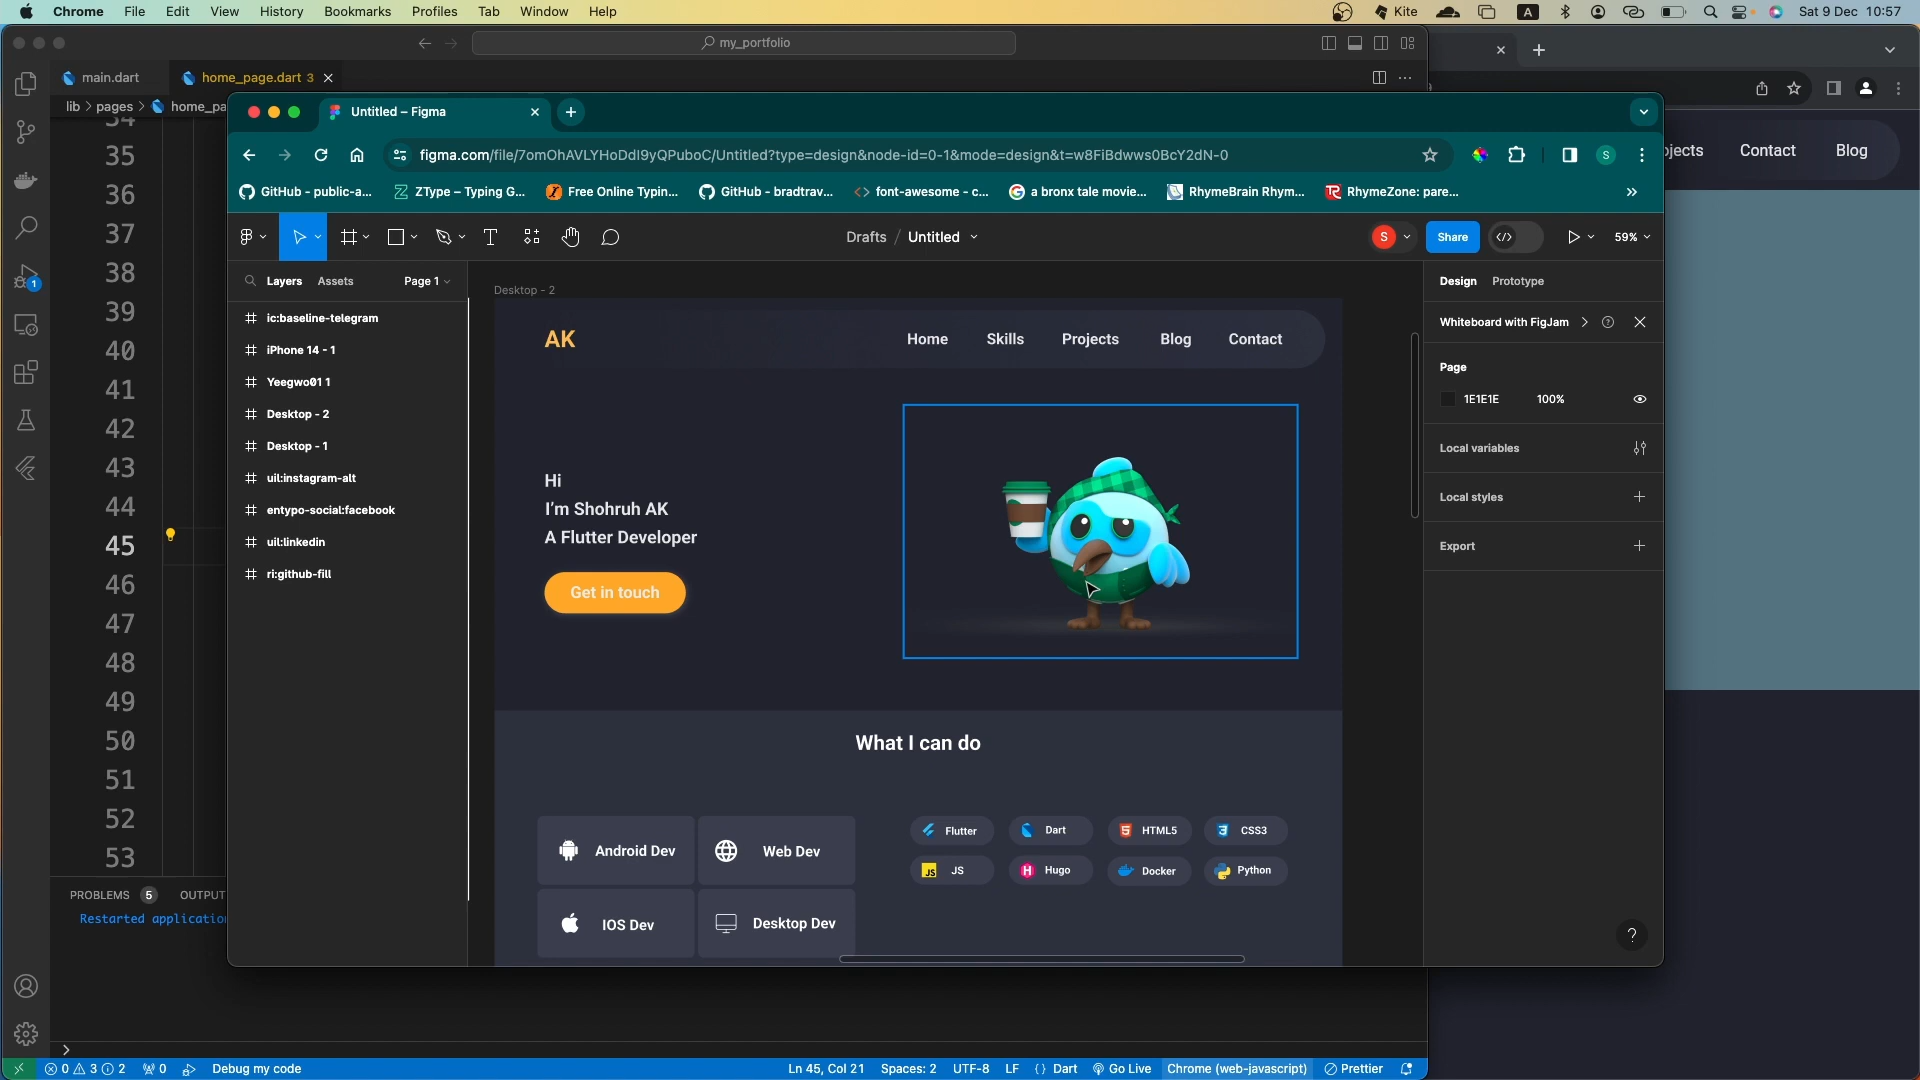 Chrome File Edit View History Bookmarks Profiles Tab Window Help
Kite A Sat 9 Dec 10:57
my_portfolio
main.dart home_page.dart 3
lib > pages > home_pa
Untitled – Figma
figma.com/file/7omOhAVLYHoDdI9yQPuboC/Untitled?type=design&node-id=0-1&mode=design&t=w8FiBdwws0BcY2dN-0 S
GitHub - public-a... ZType – Typing G... Free Online Typin... GitHub - bradtrav... font-awesome - c... a bronx tale movie... RhymeBrain Rhym... RhymeZone: pare...
jects Contact Blog
Drafts / Untitled S Share 59%
Layers Assets Page 1
ic:baseline-telegram
iPhone 14 - 1
Yeegwo01 1
Desktop - 2
Desktop - 1
uil:instagram-alt
entypo-social:facebook
uil:linkedin
ri:github-fill
Desktop - 2
AK Home Skills Projects Blog Contact
Hi
I'm Shohruh AK
A Flutter Developer
Get in touch
What I can do
Android Dev Web Dev
IOS Dev Desktop Dev
Flutter Dart HTML5 CSS3
JS Hugo Docker Python
Design Prototype
Whiteboard with FigJam
Page
1E1E1E 100%
Local variables
Local styles
Export
?
34
35
36
37
38
39
40
41
42
43
44
45
46
47
48
49
50
51
52
53
1
PROBLEMS 5 OUTPUT
Restarted applicatio
0 3 2 0 Debug my code Ln 45, Col 21 Spaces: 2 UTF-8 LF { } Dart Go Live Chrome (web-javascript) Prettier